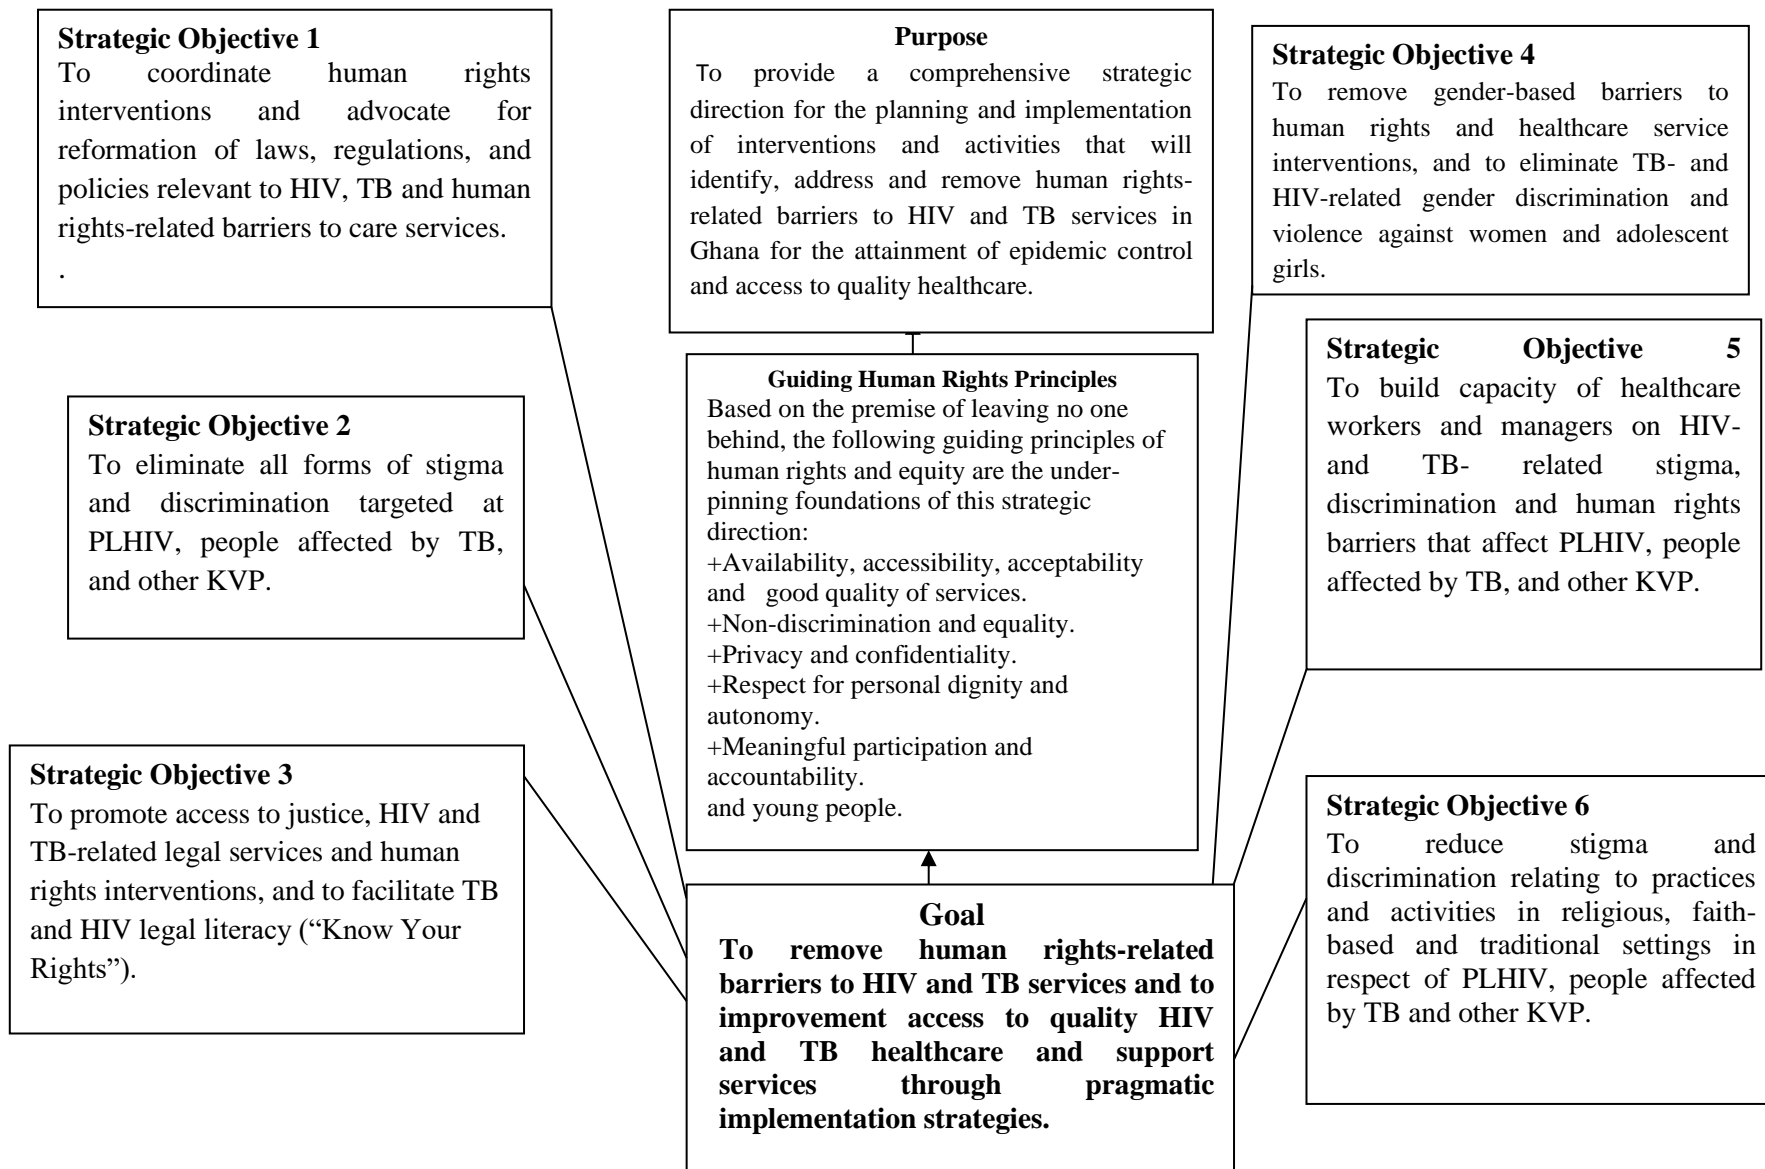 Strategic Objective 1
To coordinate human rights
interventions and advocate for
reformation of laws, regulations, and
policies relevant to HIV, TB and human
rights-related barriers to care services.
.
Strategic Objective 2
To eliminate all forms of stigma
and discrimination targeted at
PLHIV, people affected by TB,
and other KVP.
Strategic Objective 3
To promote access to justice, HIV and
TB-related legal services and human
rights interventions, and to facilitate TB
and HIV legal literacy (“Know Your
Rights”).
Purpose
To provide a comprehensive strategic
direction for the planning and implementation
of interventions and activities that will
identify, address and remove human rights-
related barriers to HIV and TB services in
Ghana for the attainment of epidemic control
and access to quality healthcare.
Guiding Human Rights Principles
Based on the premise of leaving no one
behind, the following guiding principles of
human rights and equity are the under-
pinning foundations of this strategic
direction:
+Availability, accessibility, acceptability
and good quality of services.
+Non-discrimination and equality.
+Privacy and confidentiality.
+Respect for personal dignity and
autonomy.
+Meaningful participation and
accountability.
and young people.
Goal
To remove human rights-related
barriers to HIV and TB services and to
improvement access to quality HIV
and TB healthcare and support
services through pragmatic
implementation strategies.
Strategic Objective 4
To remove gender-based barriers to
human rights and healthcare service
interventions, and to eliminate TB- and
HIV-related gender discrimination and
violence against women and adolescent
girls.
Strategic Objective 5
To build capacity of healthcare
workers and managers on HIV-
and TB- related stigma,
discrimination and human rights
barriers that affect PLHIV, people
affected by TB, and other KVP.
Strategic Objective 6
To reduce stigma and
discrimination relating to practices
and activities in religious, faith-
based and traditional settings in
respect of PLHIV, people affected
by TB and other KVP.